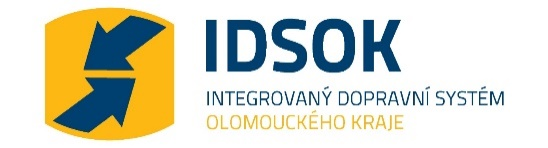 IDSOK
INTEGROVANÝ DOPRAVNÍ SYSTÉM
OLOMOUCKÉHO KRAJE